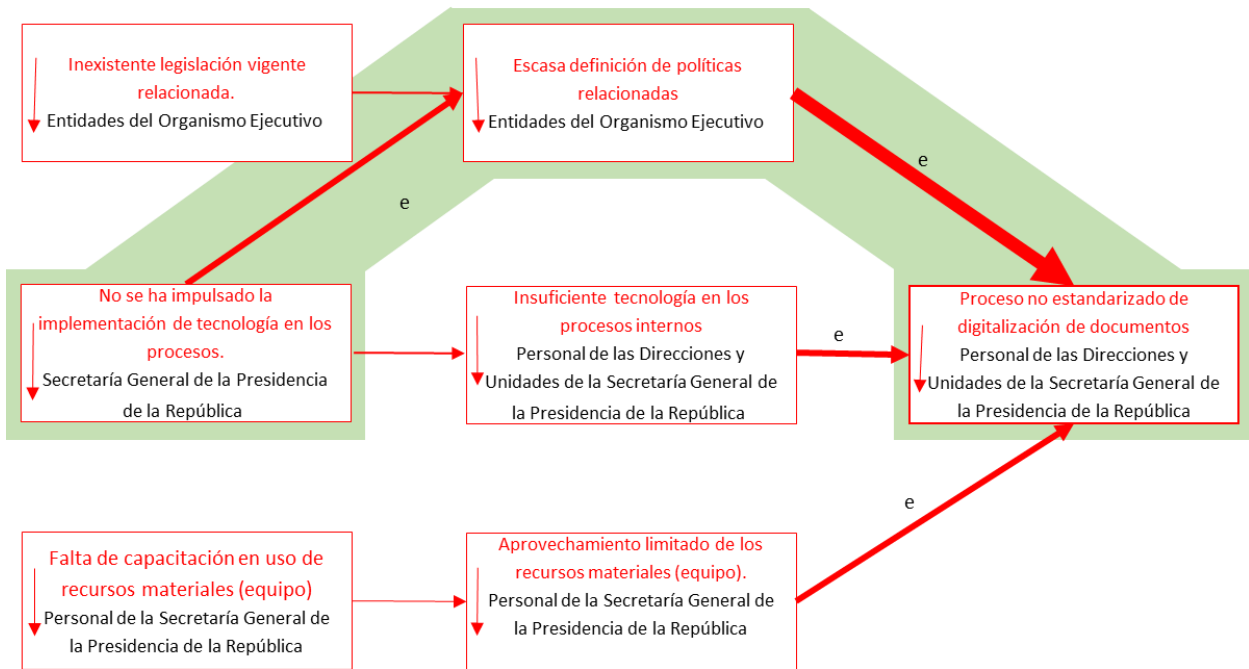 Inexistente legislación vigente
relacionada.
Entidades del Organismo Ejecutivo
Escasa definición de políticas
relacionadas
Entidades del Organismo Ejecutivo
e
e
No se ha impulsado la
implementación de tecnología en los
procesos.
Secretaría General de la Presidencia
de la República
Insuficiente tecnología en los
procesos internos
Personal de las Direcciones y
Unidades de la Secretaría General de
la Presidencia de la República
e
Proceso no estandarizado de
digitalización de documentos
Personal de las Direcciones y
Unidades de la Secretaría General de
la Presidencia de la República
e
Falta de capacitación en uso de
recursos materiales (equipo)
Personal de la Secretaría General de
la Presidencia de la República
Aprovechamiento limitado de los
recursos materiales (equipo).
Personal de la Secretaría General de
la Presidencia de la República